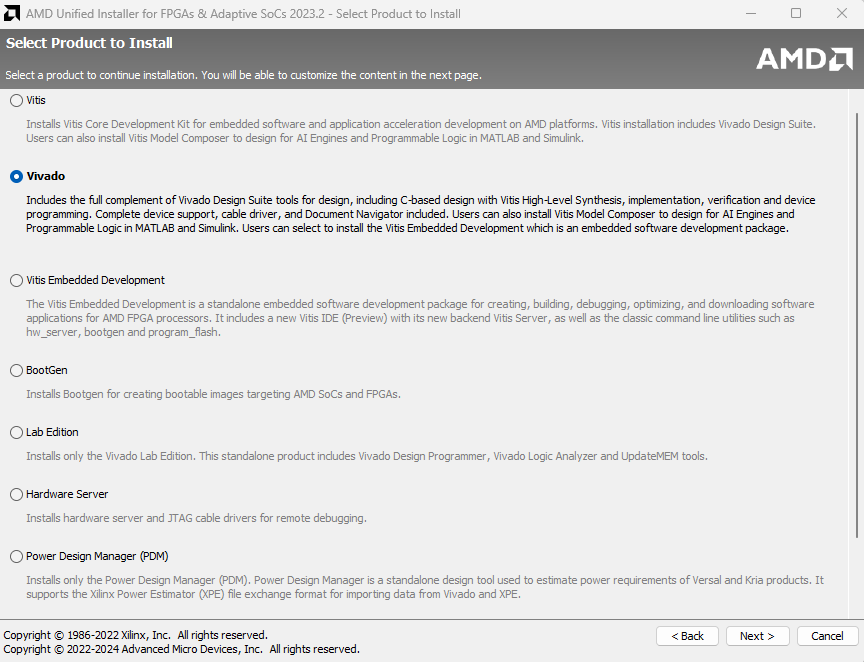 AMD Unified Installer for FPGAs & Adaptive SoCs 2023.2 - Select Product to Install
Select Product to Install
Select a product to continue installation. You will be able to customize the content in the next page.
AMD
Vitis
Installs Vitis Core Development Kit for embedded software and application acceleration development on AMD platforms. Vitis installation includes Vivado Design Suite.
Users can also install Vitis Model Composer to design for AI Engines and Programmable Logic in MATLAB and Simulink.
Vivado
Includes the full complement of Vivado Design Suite tools for design, including C-based design with Vitis High-Level Synthesis, implementation, verification and device
programming. Complete device support, cable driver, and Document Navigator included. Users can also install Vitis Model Composer to design for AI Engines and
Programmable Logic in MATLAB and Simulink. Users can select to install the Vitis Embedded Development which is an embedded software development package.
Vitis Embedded Development
The Vitis Embedded Development is a standalone embedded software development package for creating, building, debugging, optimizing, and downloading software
applications for AMD FPGA processors. It includes a new Vitis IDE (Preview) with its new backend Vitis Server, as well as the classic command line utilities such as
hw_server, bootgen and program_flash.
BootGen
Installs Bootgen for creating bootable images targeting AMD SoCs and FPGAs.
Lab Edition
Installs only the Vivado Lab Edition. This standalone product includes Vivado Design Programmer, Vivado Logic Analyzer and UpdateMEM tools.
Hardware Server
Installs hardware server and JTAG cable drivers for remote debugging.
Power Design Manager (PDM)
Installs only the Power Design Manager (PDM). Power Design Manager is a standalone design tool used to estimate power requirements of Versal and Kria products. It
supports the Xilinx Power Estimator (XPE) file exchange format for importing data from Vivado and XPE.
Copyright © 1986-2022 Xilinx, Inc. All rights reserved.
Copyright © 2022-2024 Advanced Micro Devices, Inc. All rights reserved.
< Back
Next >
Cancel